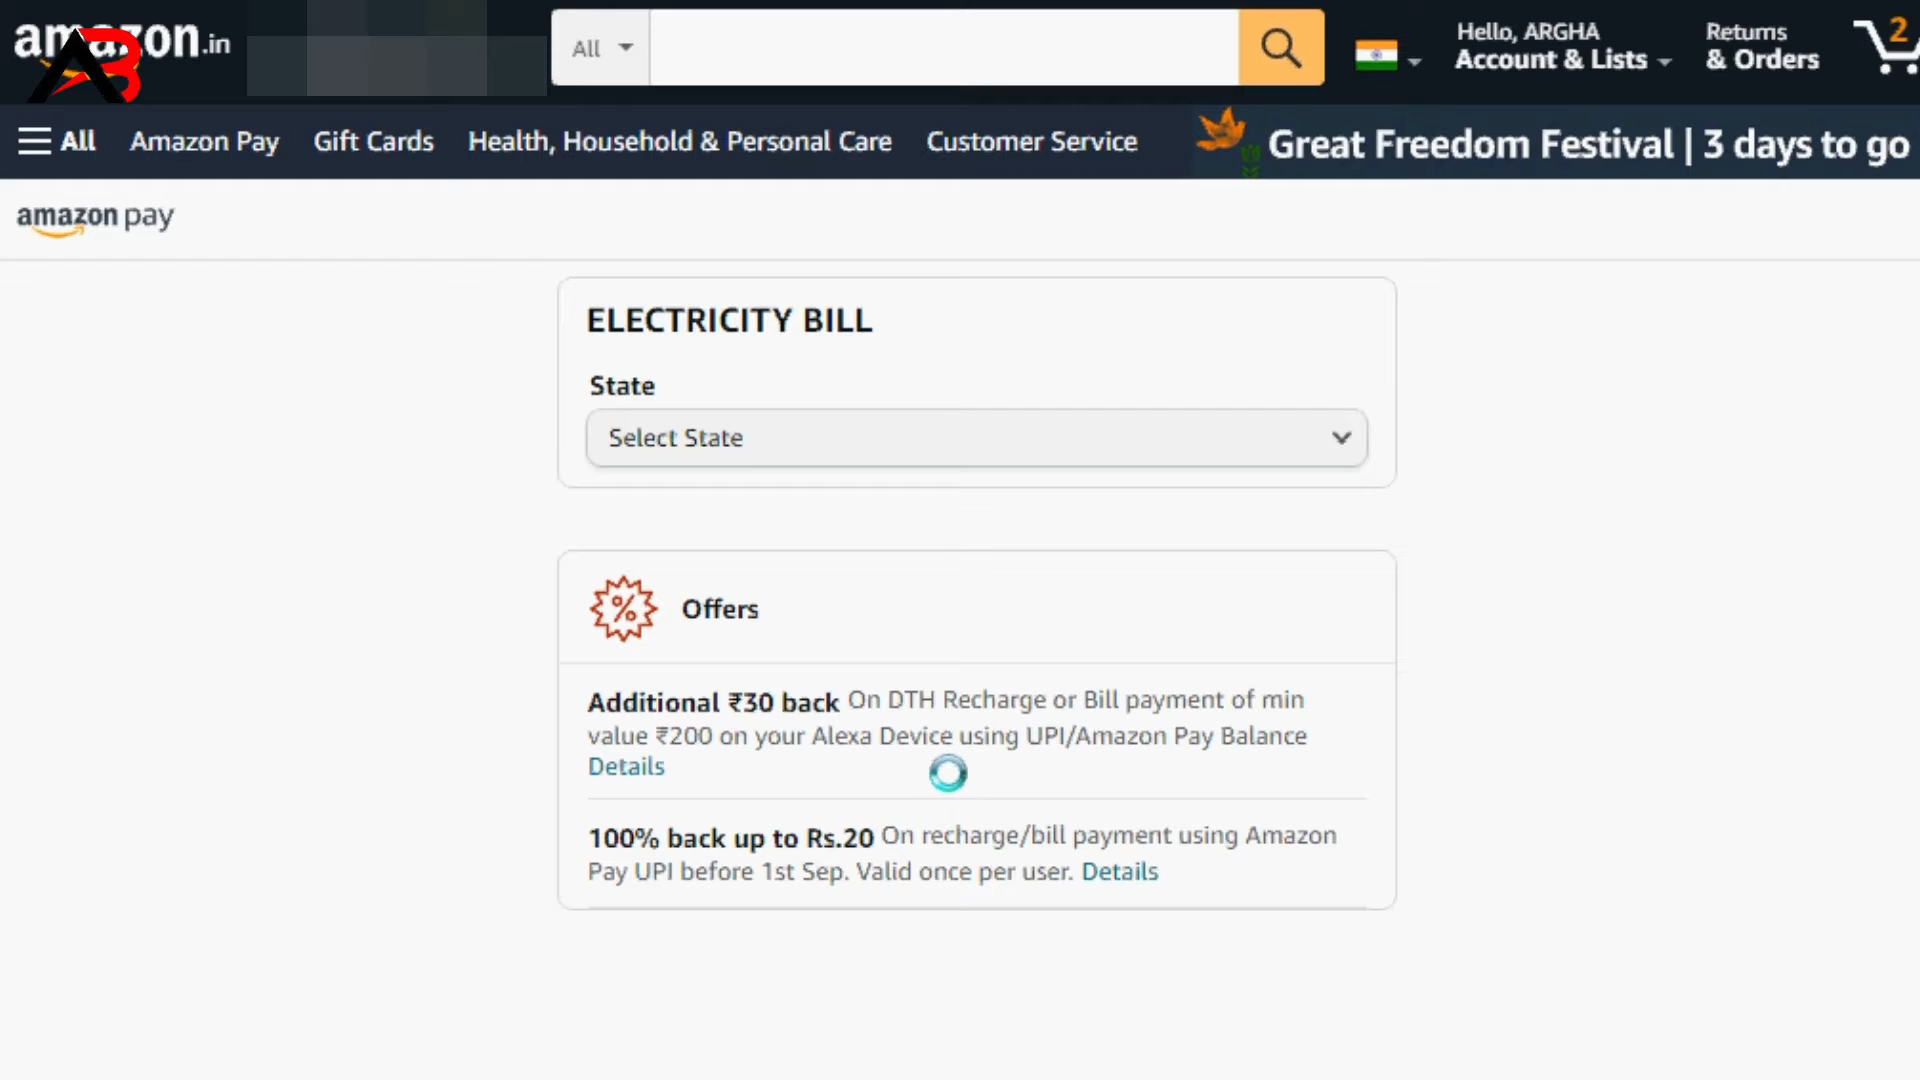 amazon.in
AB
All
Hello, ARGHA
Account & Lists
Returns
& Orders
2
All Amazon Pay Gift Cards Health, Household & Personal Care Customer Service
Great Freedom Festival | 3 days to go
amazon pay
ELECTRICITY BILL
State
Select State
% Offers
Additional ₹30 back On DTH Recharge or Bill payment of min
value ₹200 on your Alexa Device using UPI/Amazon Pay Balance
Details
100% back up to Rs.20 On recharge/bill payment using Amazon
Pay UPI before 1st Sep. Valid once per user. Details